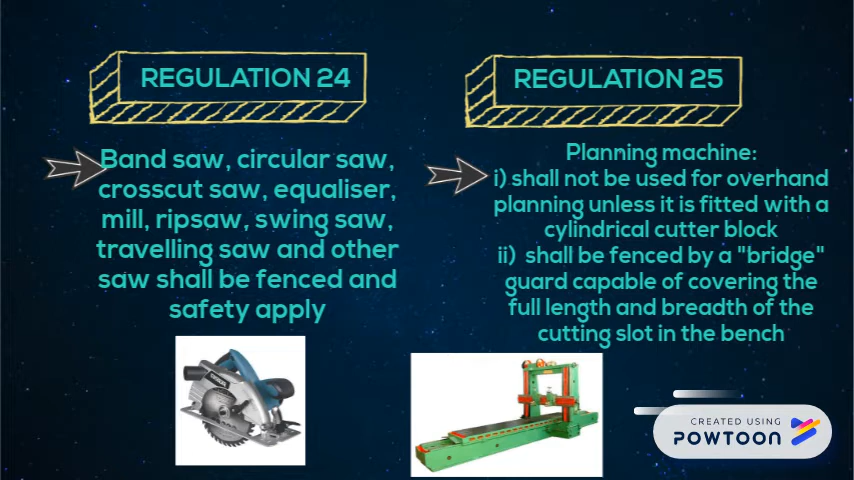 REGULATION 24
Band saw, circular saw,
crosscut saw, equaliser,
mill, ripsaw, swing saw,
travelling saw and other
saw shall be fenced and
safety apply
REGULATION 25
Planning machine:
i) shall not be used for overhand
planning unless it is fitted with a
cylindrical cutter block
ii) shall be fenced by a "bridge"
guard capable of covering the
full length and breadth of the
cutting slot in the bench
CREATED USING
POWTOON